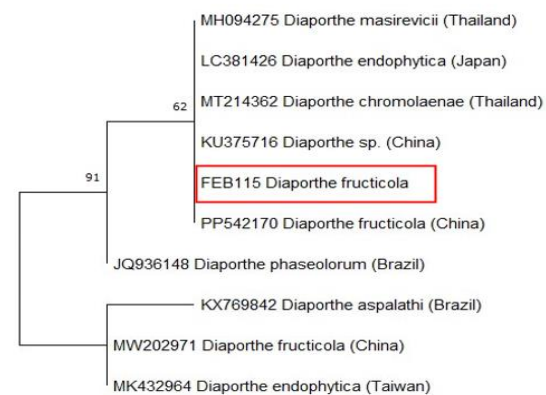 MH094275 Diaporthe masirevicii (Thailand)
LC381426 Diaporthe endophytica (Japan)
62
MT214362 Diaporthe chromolaenae (Thailand)
KU375716 Diaporthe sp. (China)
91
FEB115 Diaporthe fructicola
PP542170 Diaporthe fructicola (China)
JQ936148 Diaporthe phaseolorum (Brazil)
KX769842 Diaporthe aspalathi (Brazil)
MW202971 Diaporthe fructicola (China)
MK432964 Diaporthe endophytica (Taiwan)